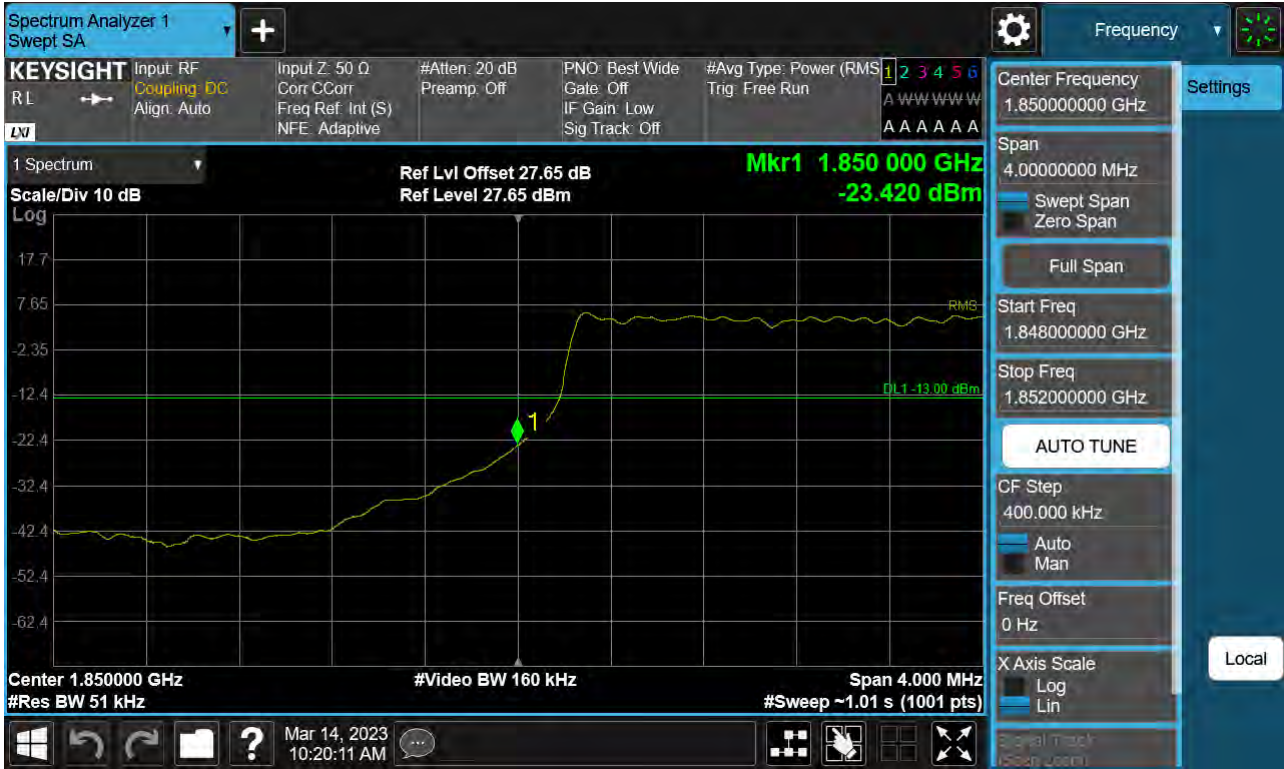 Spectrum Analyzer 1
Swept SA
+
Frequency
KEYSIGHT
RL
LXI
Input: RF
Coupling: DC
Align: Auto
Input Z: 50 Ω
Corr CCorr
Freq Ref: Int (S)
NFE: Adaptive
#Atten: 20 dB
Preamp: Off
PNO: Best Wide
Gate: Off
IF Gain: Low
Sig Track: Off
#Avg Type: Power (RMS
Trig: Free Run
1 2 3 4 5 6
A W W W W W
A A A A A A
1 Spectrum
Scale/Div 10 dB
Log
Ref Lvl Offset 27.65 dB
Ref Level 27.65 dBm
Mkr1 1.850 000 GHz
-23.420 dBm
17.7
7.65
-2.35
-12.4
-22.4
-32.4
-42.4
-52.4
-62.4
RMS
DL1 -13.00 dBm
1
Center 1.850000 GHz
#Res BW 51 kHz
#Video BW 160 kHz
Span 4.000 MHz
#Sweep ~1.01 s (1001 pts)
Center Frequency
1.850000000 GHz
Settings
Span
4.00000000 MHz
Swept Span
Zero Span
Full Span
Start Freq
1.848000000 GHz
Stop Freq
1.852000000 GHz
AUTO TUNE
CF Step
400.000 kHz
Auto
Man
Freq Offset
0 Hz
X Axis Scale
Log
Lin
Local
Signal Track
(Span Zoom)
?
Mar 14, 2023
10:20:11 AM